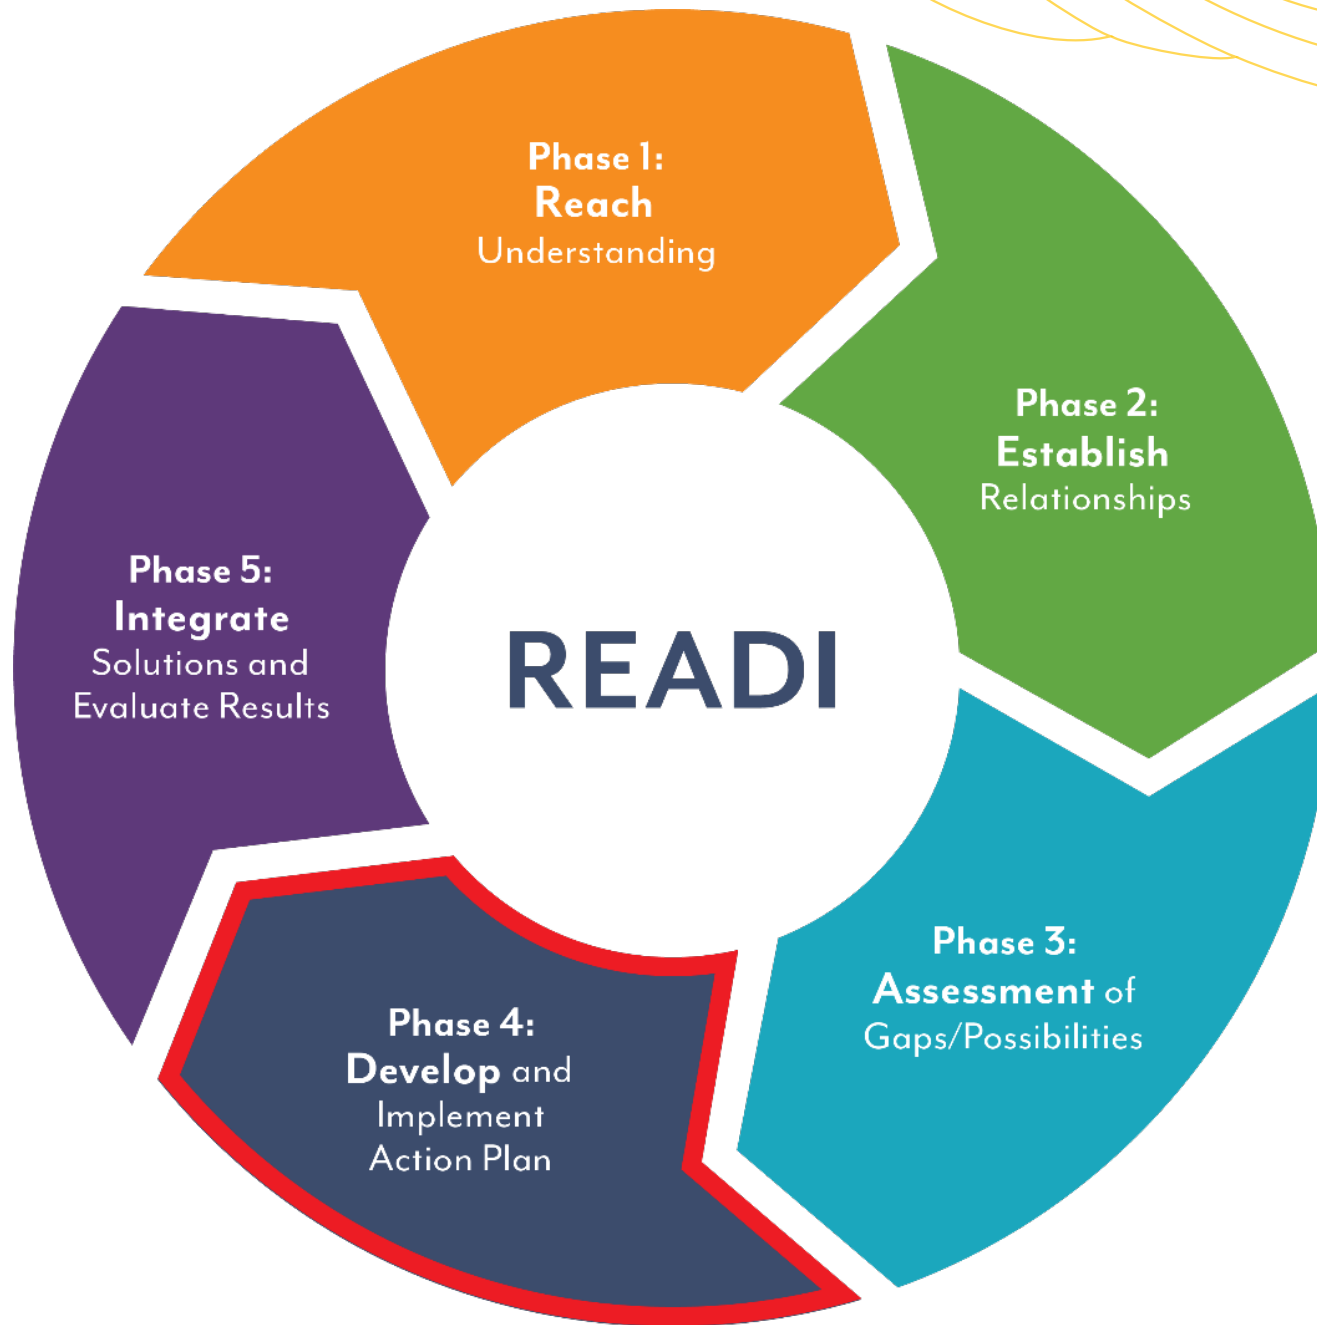 Phase 1:
Reach
Understanding
Phase 2:
Establish
Relationships
Phase 3:
Assessment of
Gaps/Possibilities
Phase 4:
Develop and
Implement
Action Plan
Phase 5:
Integrate
Solutions and
Evaluate Results
READI